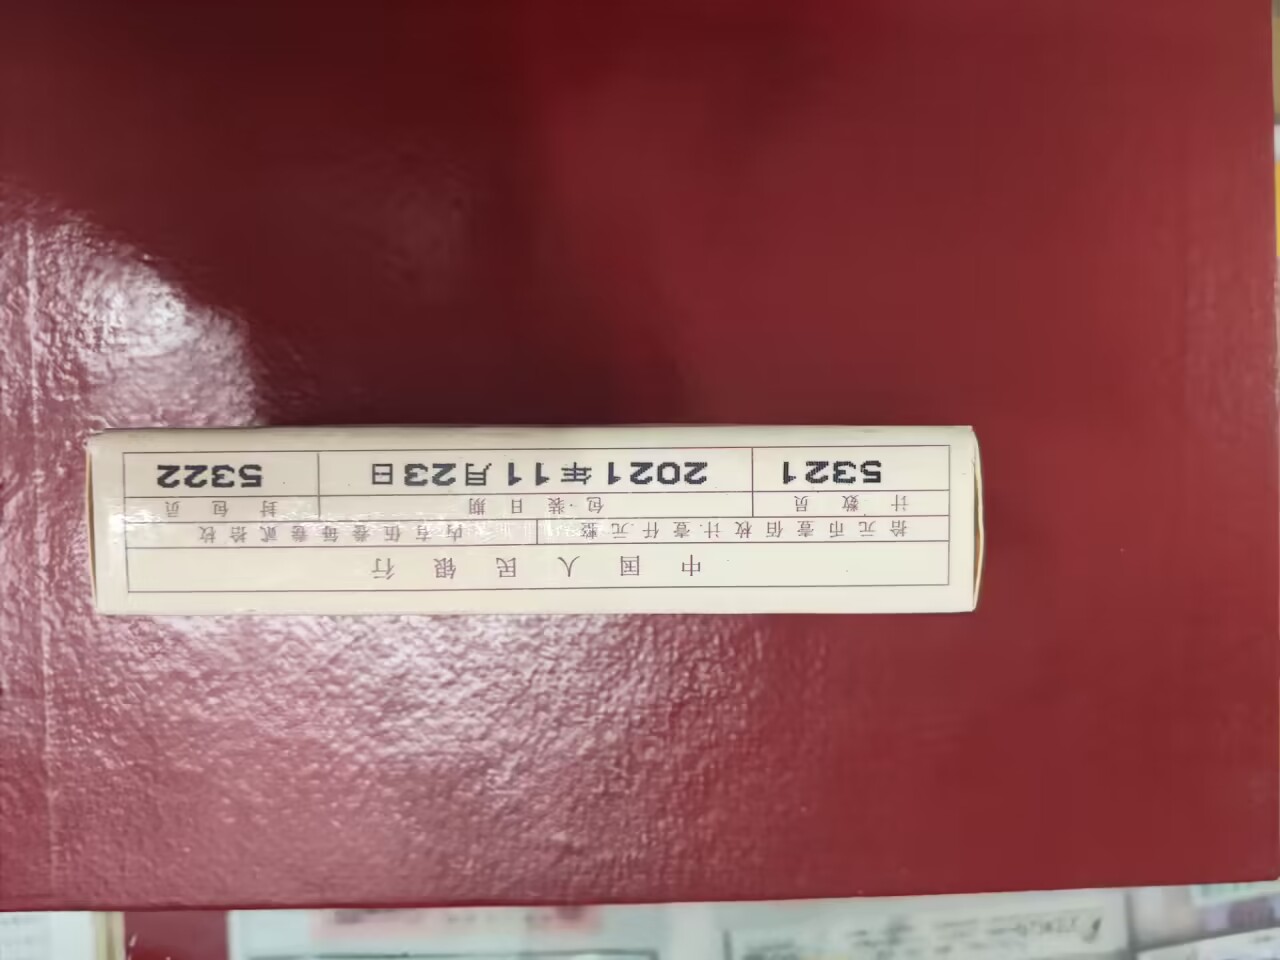 中国人民银行
拾元币壹佰枚计壹仟元整 内有伍卷每卷贰拾枚
计数员 包装日期 封包员
5321 2021年11月23日 5322